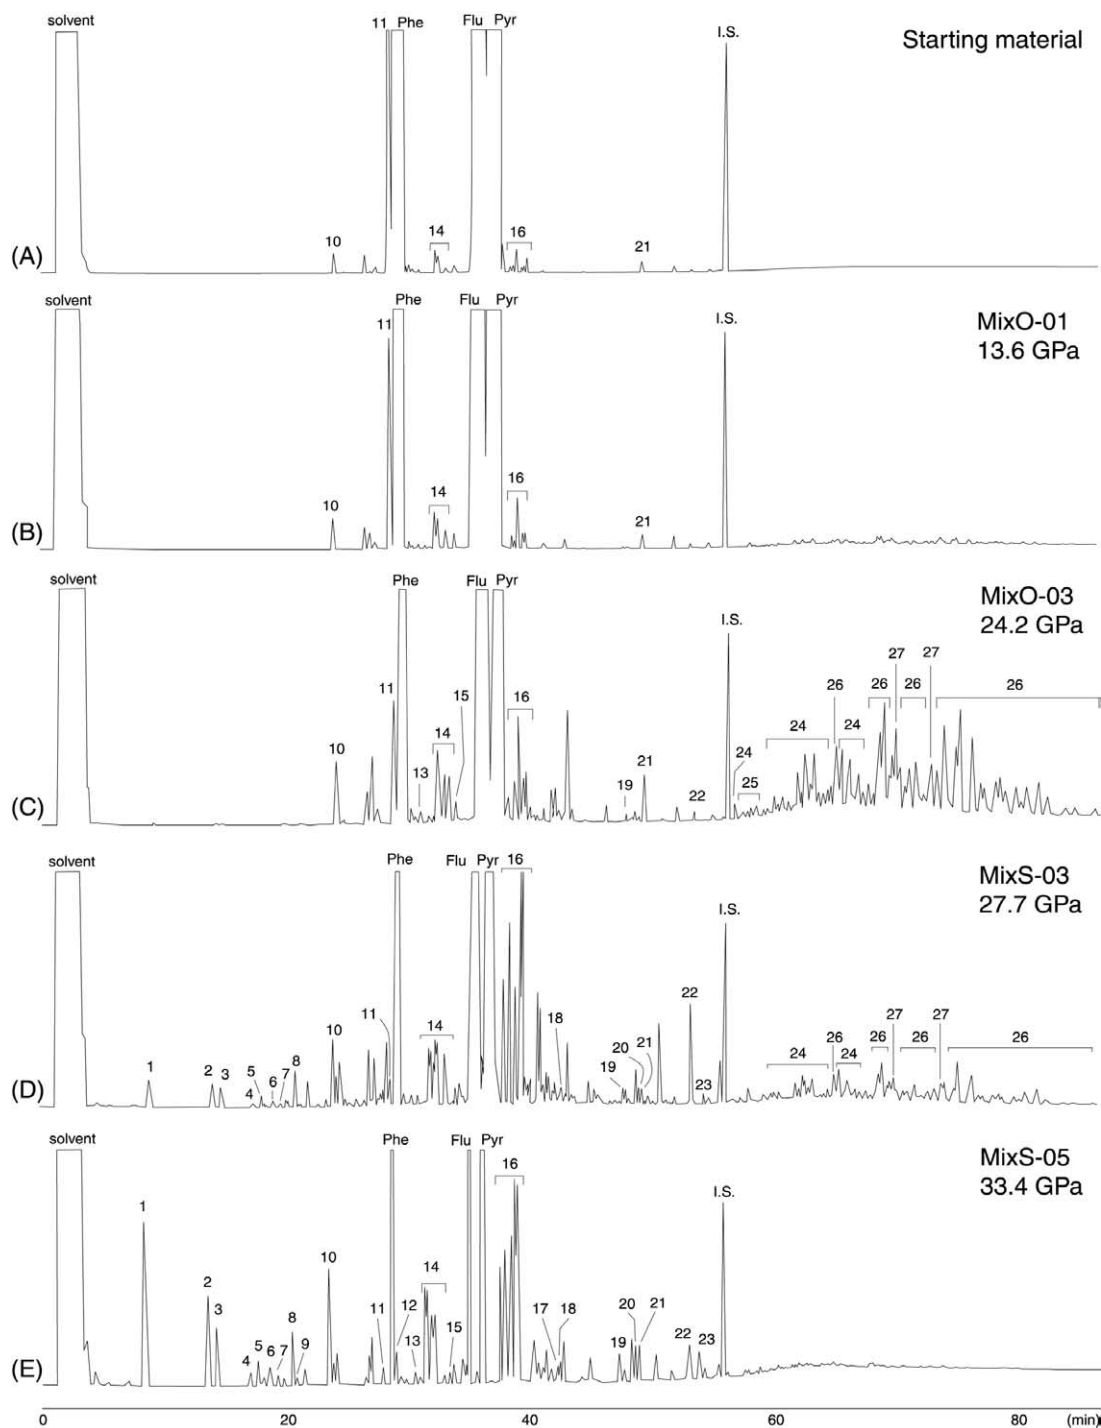 solvent
11
Phe
Flu
Pyr
I.S.
Starting material
10
14
16
21
(A)
solvent
11
Phe
Flu
Pyr
I.S.
MixO-01
13.6 GPa
10
14
16
21
(B)
solvent
Phe
Flu
Pyr
I.S.
MixO-03
24.2 GPa
11
10
13
14
15
16
19
21
22
24
25
24
26
24
26
27
26
27
26
(C)
solvent
Phe
Flu
Pyr
16
I.S.
MixS-03
27.7 GPa
1
2
3
4
5
6
7
8
10
11
14
18
19
20
21
22
23
24
26
24
26
27
26
27
26
(D)
solvent
Phe
Flu
Pyr
16
I.S.
MixS-05
33.4 GPa
1
2
3
4
5
6
7
8
9
10
11
12
13
14
15
17
18
19
20
21
22
23
(E)
0 20 40 60 80 (min)